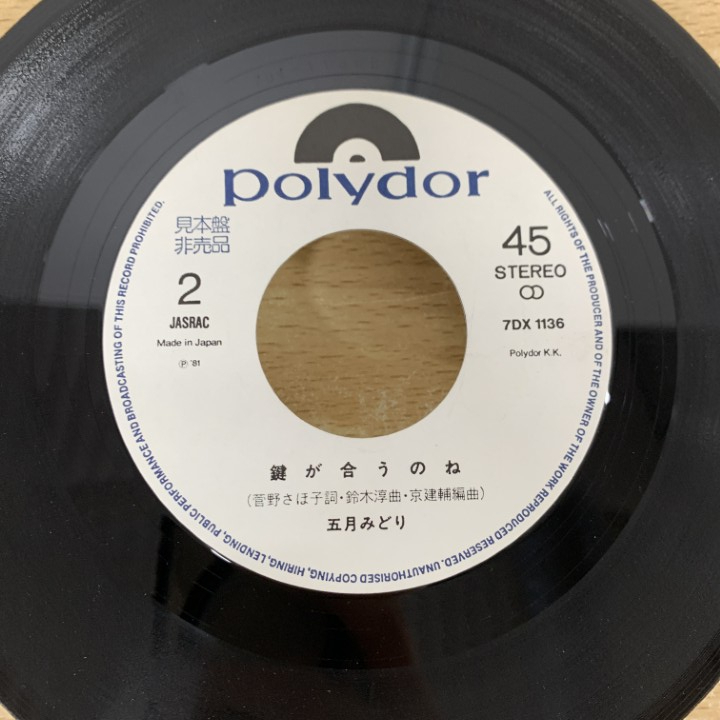 polydor
見本盤
非売品
2
JASRAC
Made in Japan
Ⓟ'81
45
STEREO
7DX 1136
Polydor K.K.
鍵が合うのね
(菅野さほ子詞・鈴木淳曲・京建輔編曲)
五月みどり
ALL RIGHTS OF THE PRODUCER AND OF THE OWNER OF THE WORK REPRODUCED RESERVED. UNAUTHORISED COPYING, HIRING, LENDING, PUBLIC PERFORMANCE AND BROADCASTING OF THIS RECORD PROHIBITED.